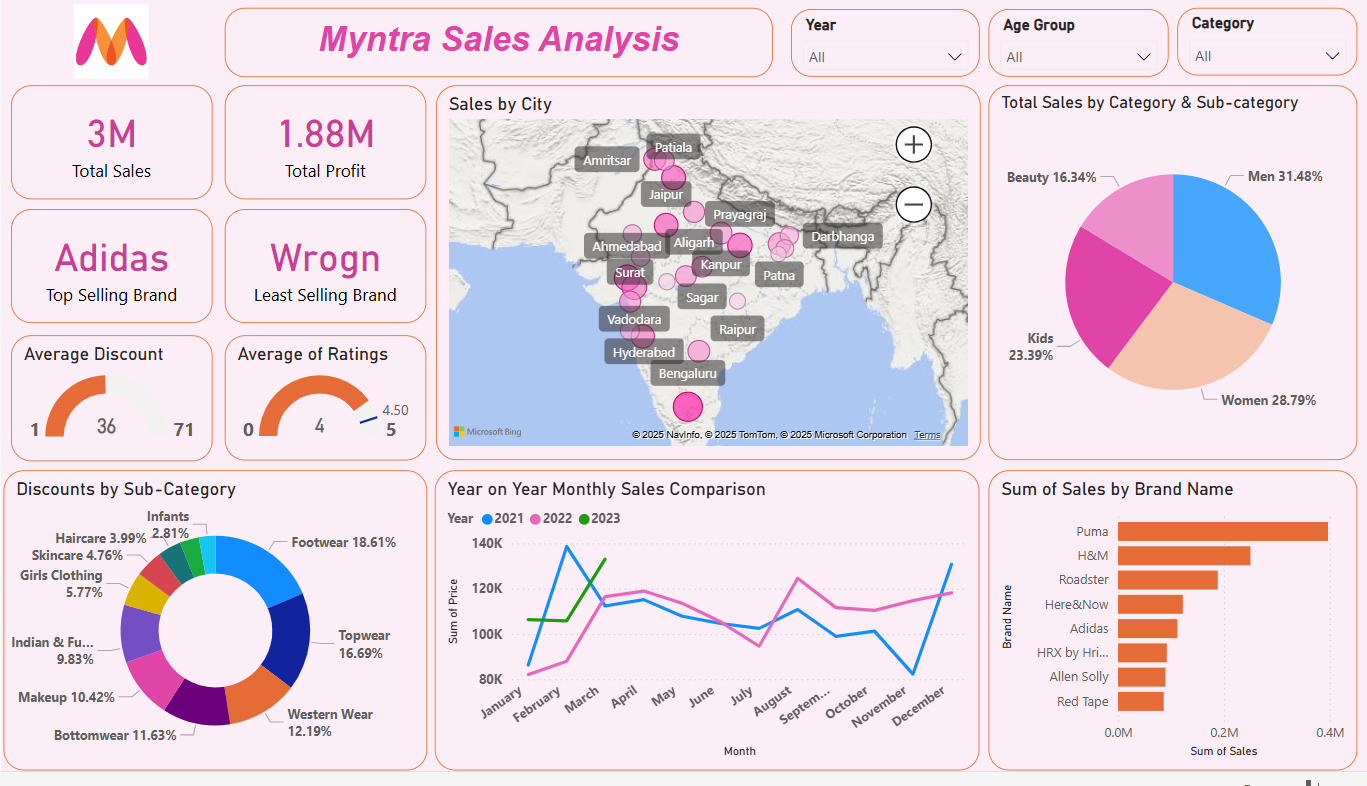 Myntra Sales Analysis
Year
All
Age Group
All
Category
All
3M
Total Sales
1.88M
Total Profit
Adidas
Top Selling Brand
Wrogn
Least Selling Brand
Average Discount
1
36
71
Average of Ratings
0
4
4.50
5
Sales by City
Patiala
Amritsar
Jaipur
Prayagraj
Darbhanga
Ahmedabad
Aligarh
Kanpur
Surat
Patna
Sagar
Vadodara
Raipur
Hyderabad
Bengaluru
+
−
Microsoft Bing
© 2025 NavInfo, © 2025 TomTom, © 2025 Microsoft Corporation Terms
Total Sales by Category & Sub-category
Beauty 16.34%
Men 31.48%
Kids
23.39%
Women 28.79%
Discounts by Sub-Category
Infants
2.81%
Haircare 3.99%
Skincare 4.76%
Girls Clothing
5.77%
Indian & Fu...
9.83%
Makeup 10.42%
Bottomwear 11.63%
Footwear 18.61%
Topwear
16.69%
Western Wear
12.19%
Year on Year Monthly Sales Comparison
Year 2021 2022 2023
Sum of Price
140K
120K
100K
80K
January
February
March
April
May
June
July
August
Septem...
October
November
December
Month
Sum of Sales by Brand Name
Brand Name
Puma
H&M
Roadster
Here&Now
Adidas
HRX by Hri...
Allen Solly
Red Tape
0.0M 0.2M 0.4M
Sum of Sales